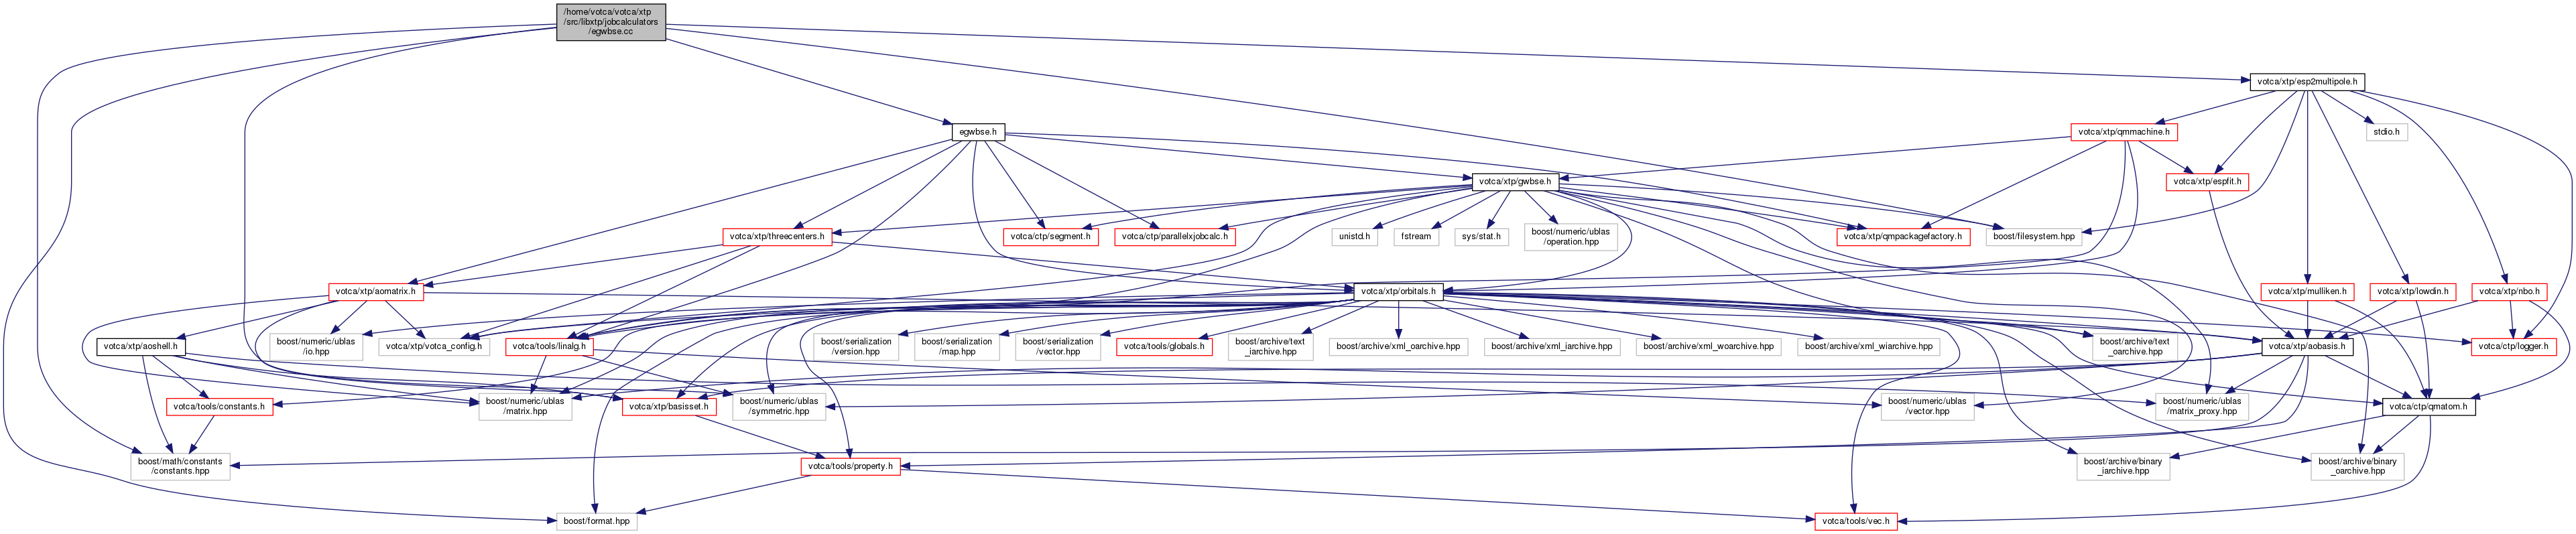 /home/votca/votca/xtp
/src/libxtp/jobcalculators
/egwbse.cc
votca/xtp/esp2multipole.h
egwbse.h
votca/xtp/qmmachine.h
stdio.h
votca/xtp/gwbse.h
votca/xtp/espfit.h
votca/xtp/threecenters.h
votca/ctp/segment.h
votca/ctp/parallelxjobcalc.h
unistd.h
fstream
sys/stat.h
boost/numeric/ublas
/operation.hpp
votca/xtp/qmpackagefactory.h
boost/filesystem.hpp
votca/xtp/aomatrix.h
votca/xtp/orbitals.h
votca/xtp/mulliken.h
votca/xtp/lowdin.h
votca/xtp/nbo.h
votca/xtp/aoshell.h
boost/numeric/ublas
/io.hpp
votca/xtp/votca_config.h
votca/tools/linalg.h
boost/serialization
/version.hpp
boost/serialization
/map.hpp
boost/serialization
/vector.hpp
votca/tools/globals.h
boost/archive/text
_iarchive.hpp
boost/archive/xml_oarchive.hpp
boost/archive/xml_iarchive.hpp
boost/archive/xml_woarchive.hpp
boost/archive/xml_wiarchive.hpp
boost/archive/text
_oarchive.hpp
votca/xtp/aobasis.h
votca/ctp/logger.h
votca/tools/constants.h
boost/numeric/ublas
/matrix.hpp
votca/xtp/basisset.h
boost/numeric/ublas
/symmetric.hpp
boost/numeric/ublas
/vector.hpp
boost/numeric/ublas
/matrix_proxy.hpp
votca/ctp/qmatom.h
boost/math/constants
/constants.hpp
votca/tools/property.h
boost/archive/binary
_iarchive.hpp
boost/archive/binary
_oarchive.hpp
boost/format.hpp
votca/tools/vec.h